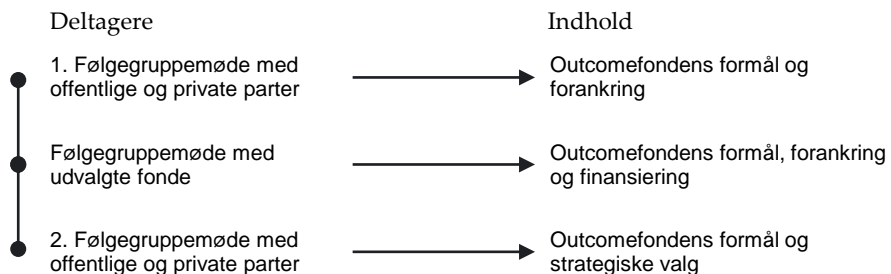 Deltagere
Indhold
1. Følgegruppemøde med
offentlige og private parter
Outcomefondens formål og
forankring
Følgegruppemøde med
udvalgte fonde
Outcomefondens formål, forankring
og finansiering
2. Følgegruppemøde med
offentlige og private parter
Outcomefondens formål og
strategiske valg